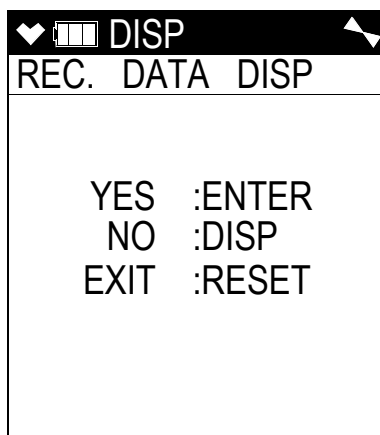 DISP
REC. DATA DISP
YES :ENTER
NO :DISP
EXIT :RESET